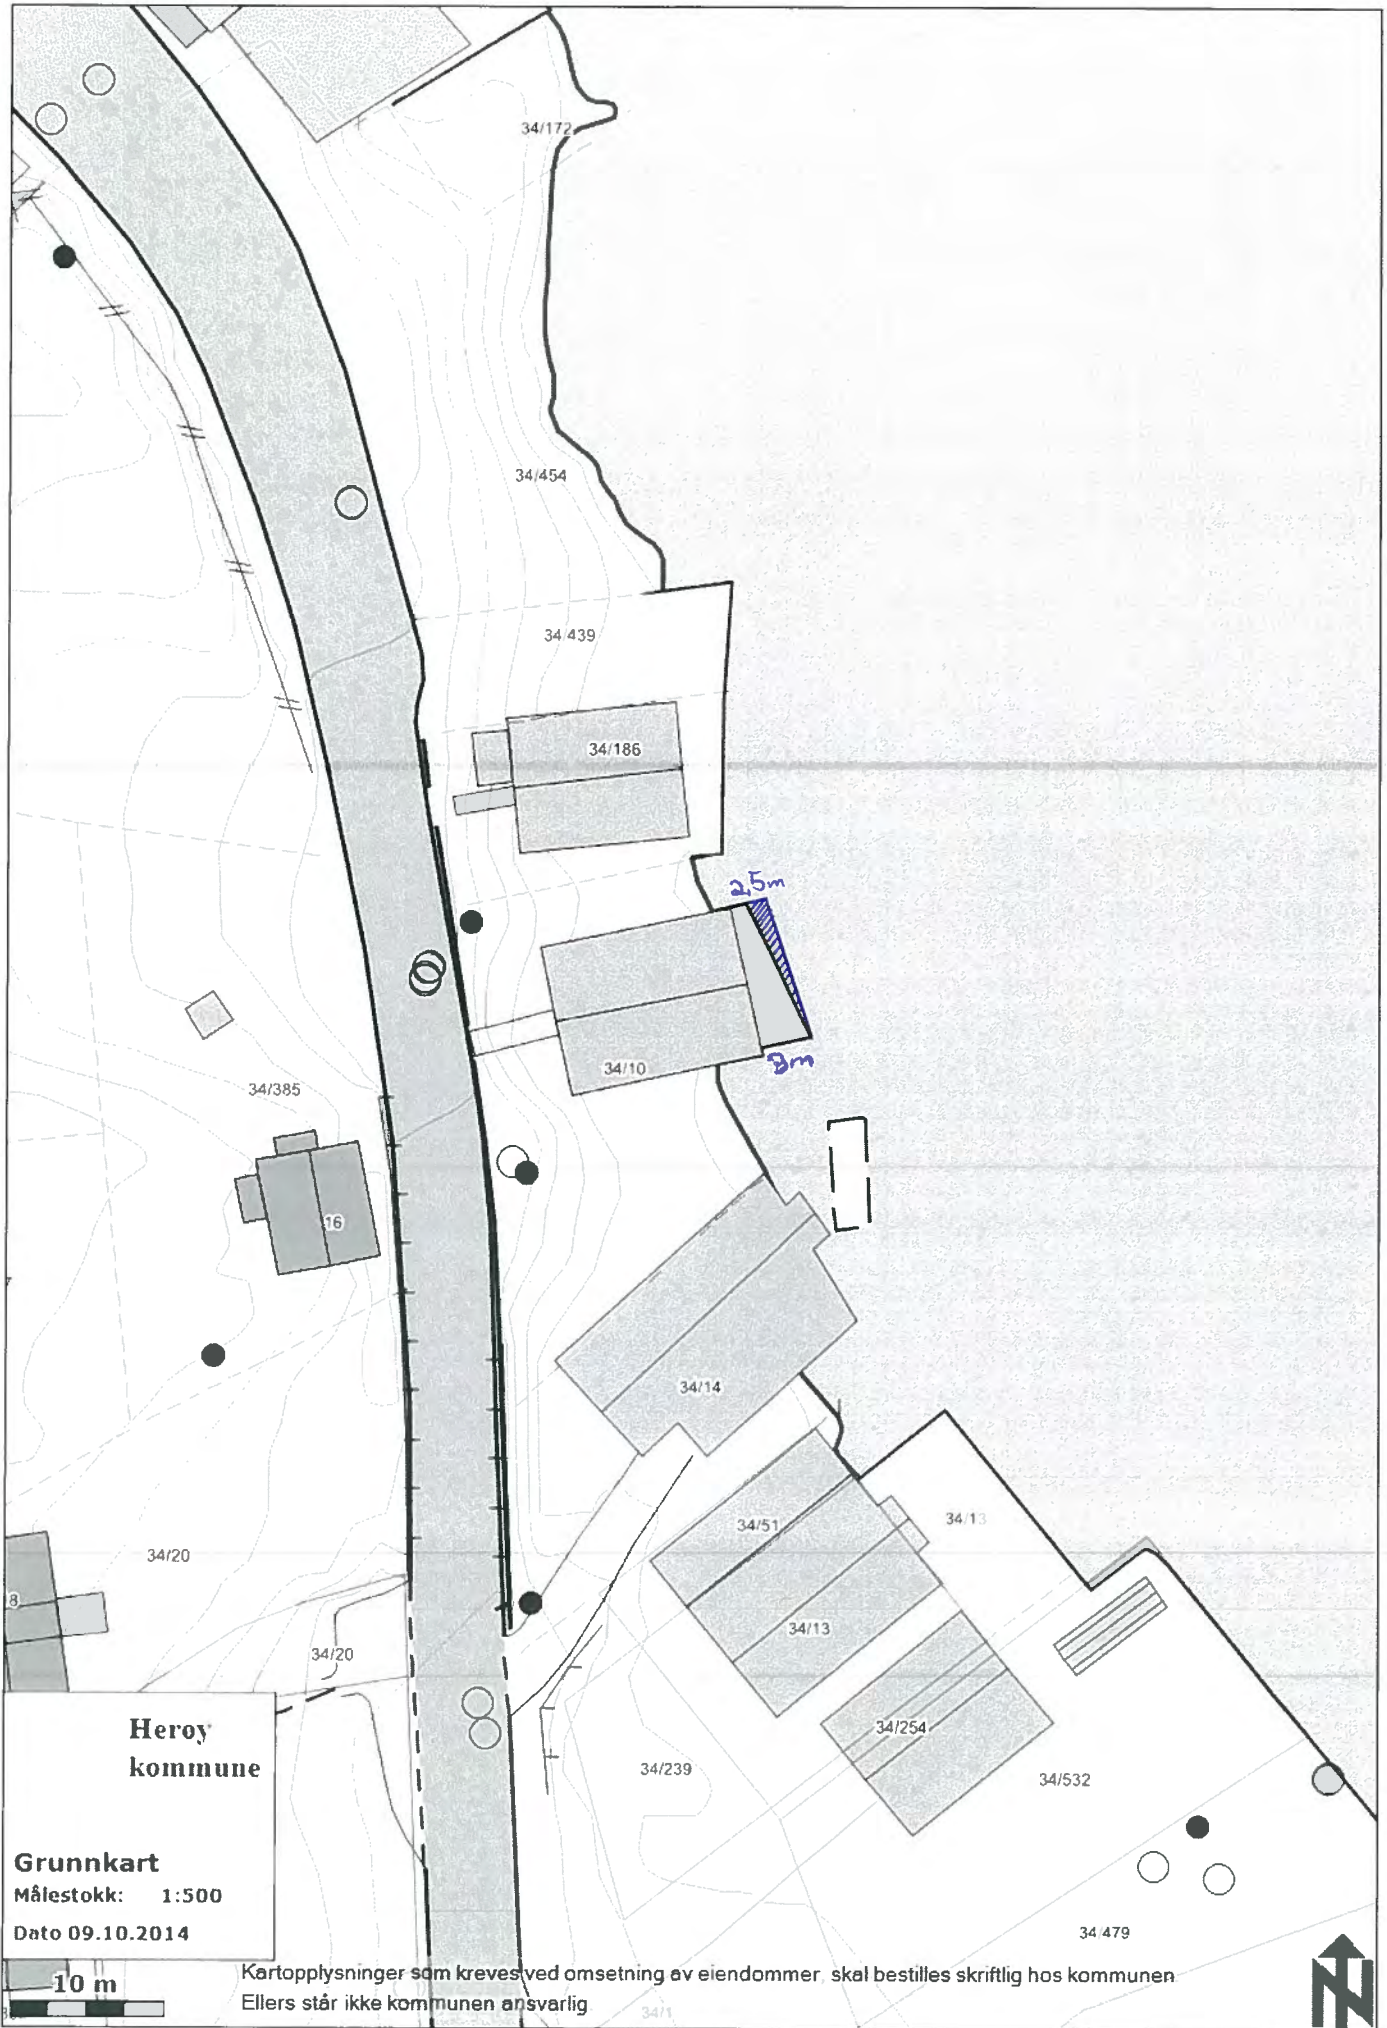 34/172
34/454
34/439
34/186
2,5m
34/10
3m
34/385
16
7
34/14
34/51
34/13
34/13
34/20
8
34/20
34/254
34/239
34/532
34/479
Herøy
kommune
Grunnkart
Målestokk: 1:500
Dato 09.10.2014
10 m
Kartopplysninger som kreves ved omsetning av eiendommer, skal bestilles skriftlig hos kommunen
Ellers står ikke kommunen ansvarlig
34/1
N